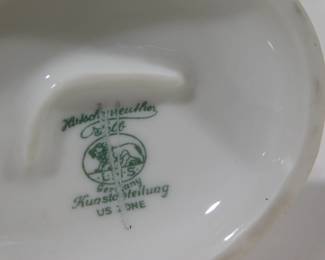 Hutschenreuther
Selb
L H S
Germany
Kunstabteilung
US ZONE